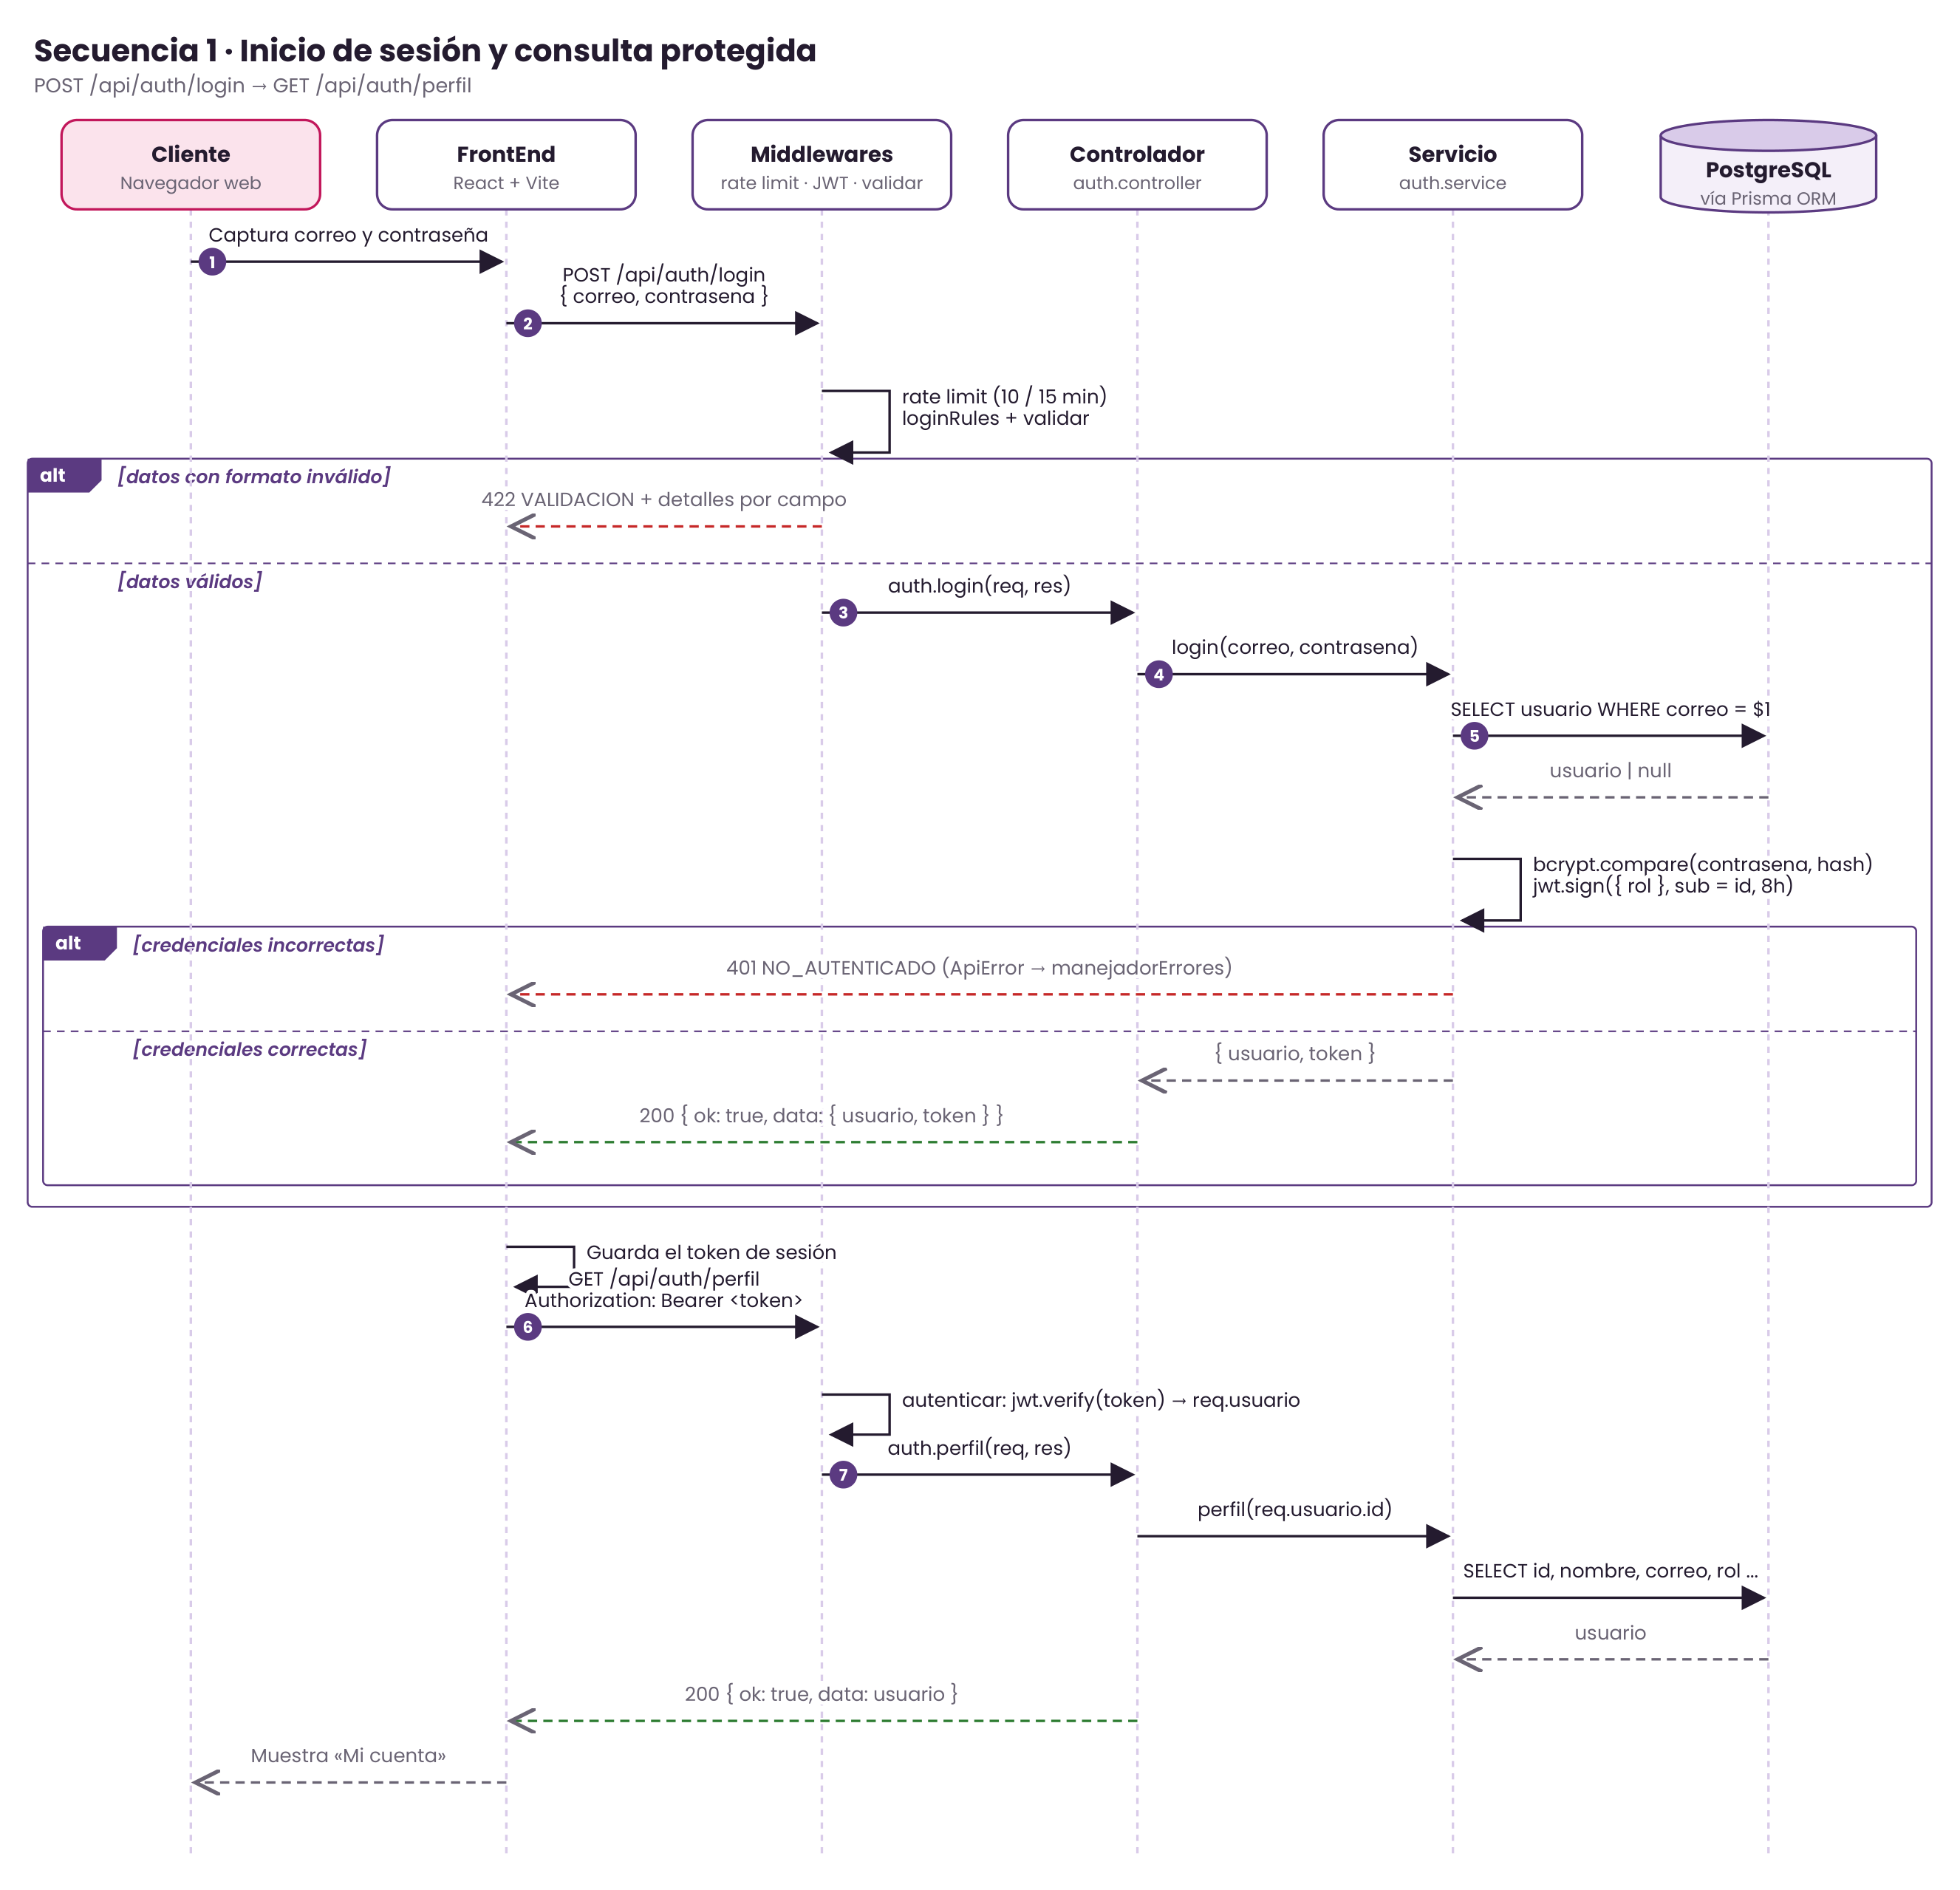 Secuencia 1 · Inicio de sesión y consulta protegida
POST /api/auth/login → GET /api/auth/perfil
Cliente
Navegador web
FrontEnd
React + Vite
Middlewares
rate limit · JWT · validar
Controlador
auth.controller
Servicio
auth.service
PostgreSQL
vía Prisma ORM
Captura correo y contraseña
1
POST /api/auth/login
{ correo, contrasena }
2
rate limit (10 / 15 min)
loginRules + validar
alt
[datos con formato inválido]
422 VALIDACION + detalles por campo
[datos válidos]
auth.login(req, res)
3
login(correo, contrasena)
4
SELECT usuario WHERE correo = $1
5
usuario | null
bcrypt.compare(contrasena, hash)
jwt.sign({ rol }, sub = id, 8h)
alt
[credenciales incorrectas]
401 NO_AUTENTICADO (ApiError → manejadorErrores)
[credenciales correctas]
{ usuario, token }
200 { ok: true, data: { usuario, token } }
Guarda el token de sesión
GET /api/auth/perfil
Authorization: Bearer <token>
6
autenticar: jwt.verify(token) → req.usuario
auth.perfil(req, res)
7
perfil(req.usuario.id)
SELECT id, nombre, correo, rol ...
usuario
200 { ok: true, data: usuario }
Muestra «Mi cuenta»